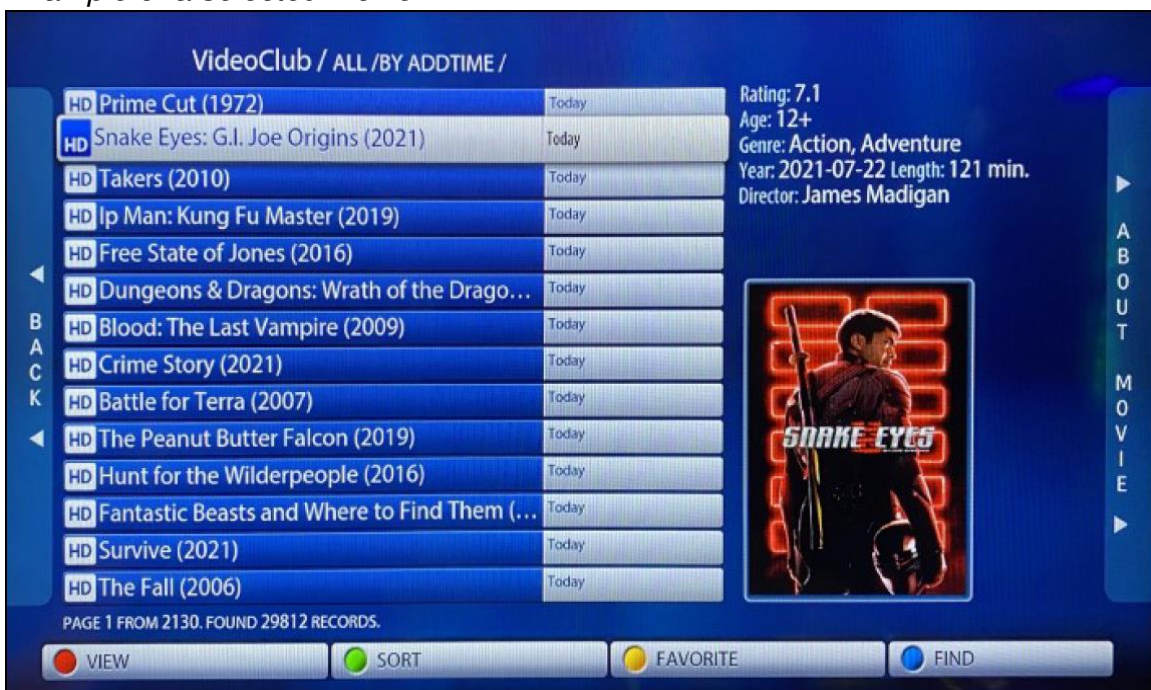 VideoClub / ALL /BY ADDTIME /
HD Prime Cut (1972) Today
HD Snake Eyes: G.I. Joe Origins (2021) Today
HD Takers (2010) Today
HD Ip Man: Kung Fu Master (2019) Today
HD Free State of Jones (2016) Today
HD Dungeons & Dragons: Wrath of the Drago... Today
HD Blood: The Last Vampire (2009) Today
HD Crime Story (2021) Today
HD Battle for Terra (2007) Today
HD The Peanut Butter Falcon (2019) Today
HD Hunt for the Wilderpeople (2016) Today
HD Fantastic Beasts and Where to Find Them (... Today
HD Survive (2021) Today
HD The Fall (2006) Today
PAGE 1 FROM 2130. FOUND 29812 RECORDS.
Rating: 7.1
Age: 12+
Genre: Action, Adventure
Year: 2021-07-22 Length: 121 min.
Director: James Madigan
SNAKE EYES
BACK
ABOUT MOVIE
VIEW SORT FAVORITE FIND